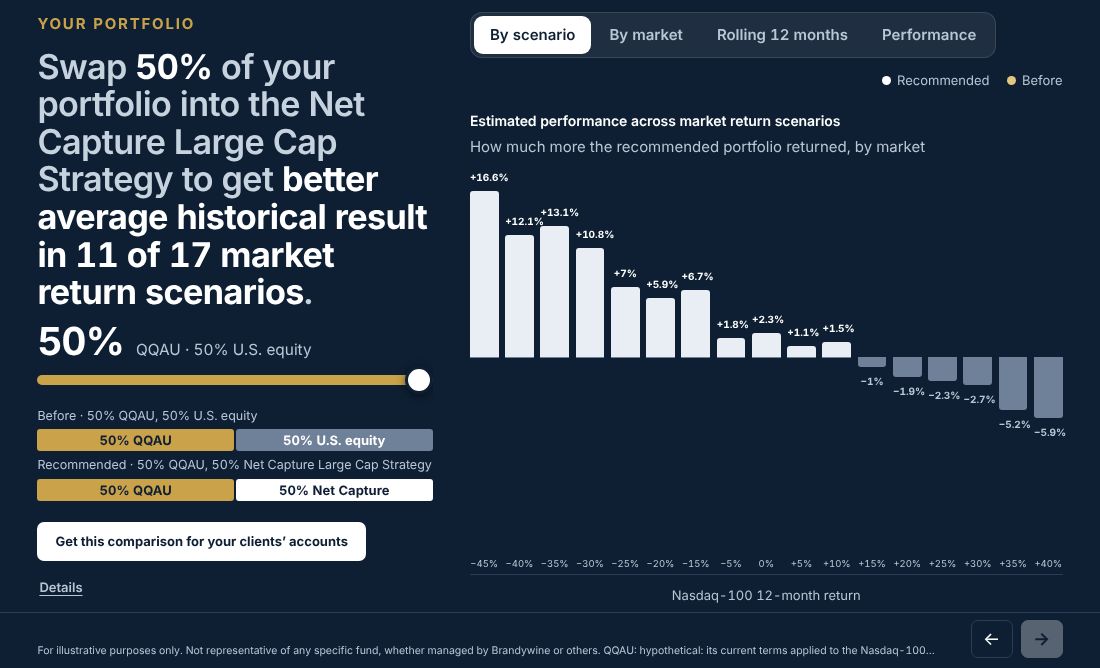 YOUR PORTFOLIO
Swap 50% of your
portfolio into the Net
Capture Large Cap
Strategy to get better
average historical result
in 11 of 17 market
return scenarios.
50% QQAU · 50% U.S. equity
Before · 50% QQAU, 50% U.S. equity
50% QQAU 50% U.S. equity
Recommended · 50% QQAU, 50% Net Capture Large Cap Strategy
50% QQAU 50% Net Capture
Get this comparison for your clients’ accounts
Details
By scenario By market Rolling 12 months Performance
Recommended Before
Estimated performance across market return scenarios
How much more the recommended portfolio returned, by market
+16.6%
+12.1%
+13.1%
+10.8%
+7%
+5.9%
+6.7%
+1.8%
+2.3%
+1.1%
+1.5%
−1%
−1.9%
−2.3%
−2.7%
−5.2%
−5.9%
−45% −40% −35% −30% −25% −20% −15% −5% 0% +5% +10% +15% +20% +25% +30% +35% +40%
Nasdaq-100 12-month return
For illustrative purposes only. Not representative of any specific fund, whether managed by Brandywine or others. QQAU: hypothetical: its current terms applied to the Nasdaq-100…